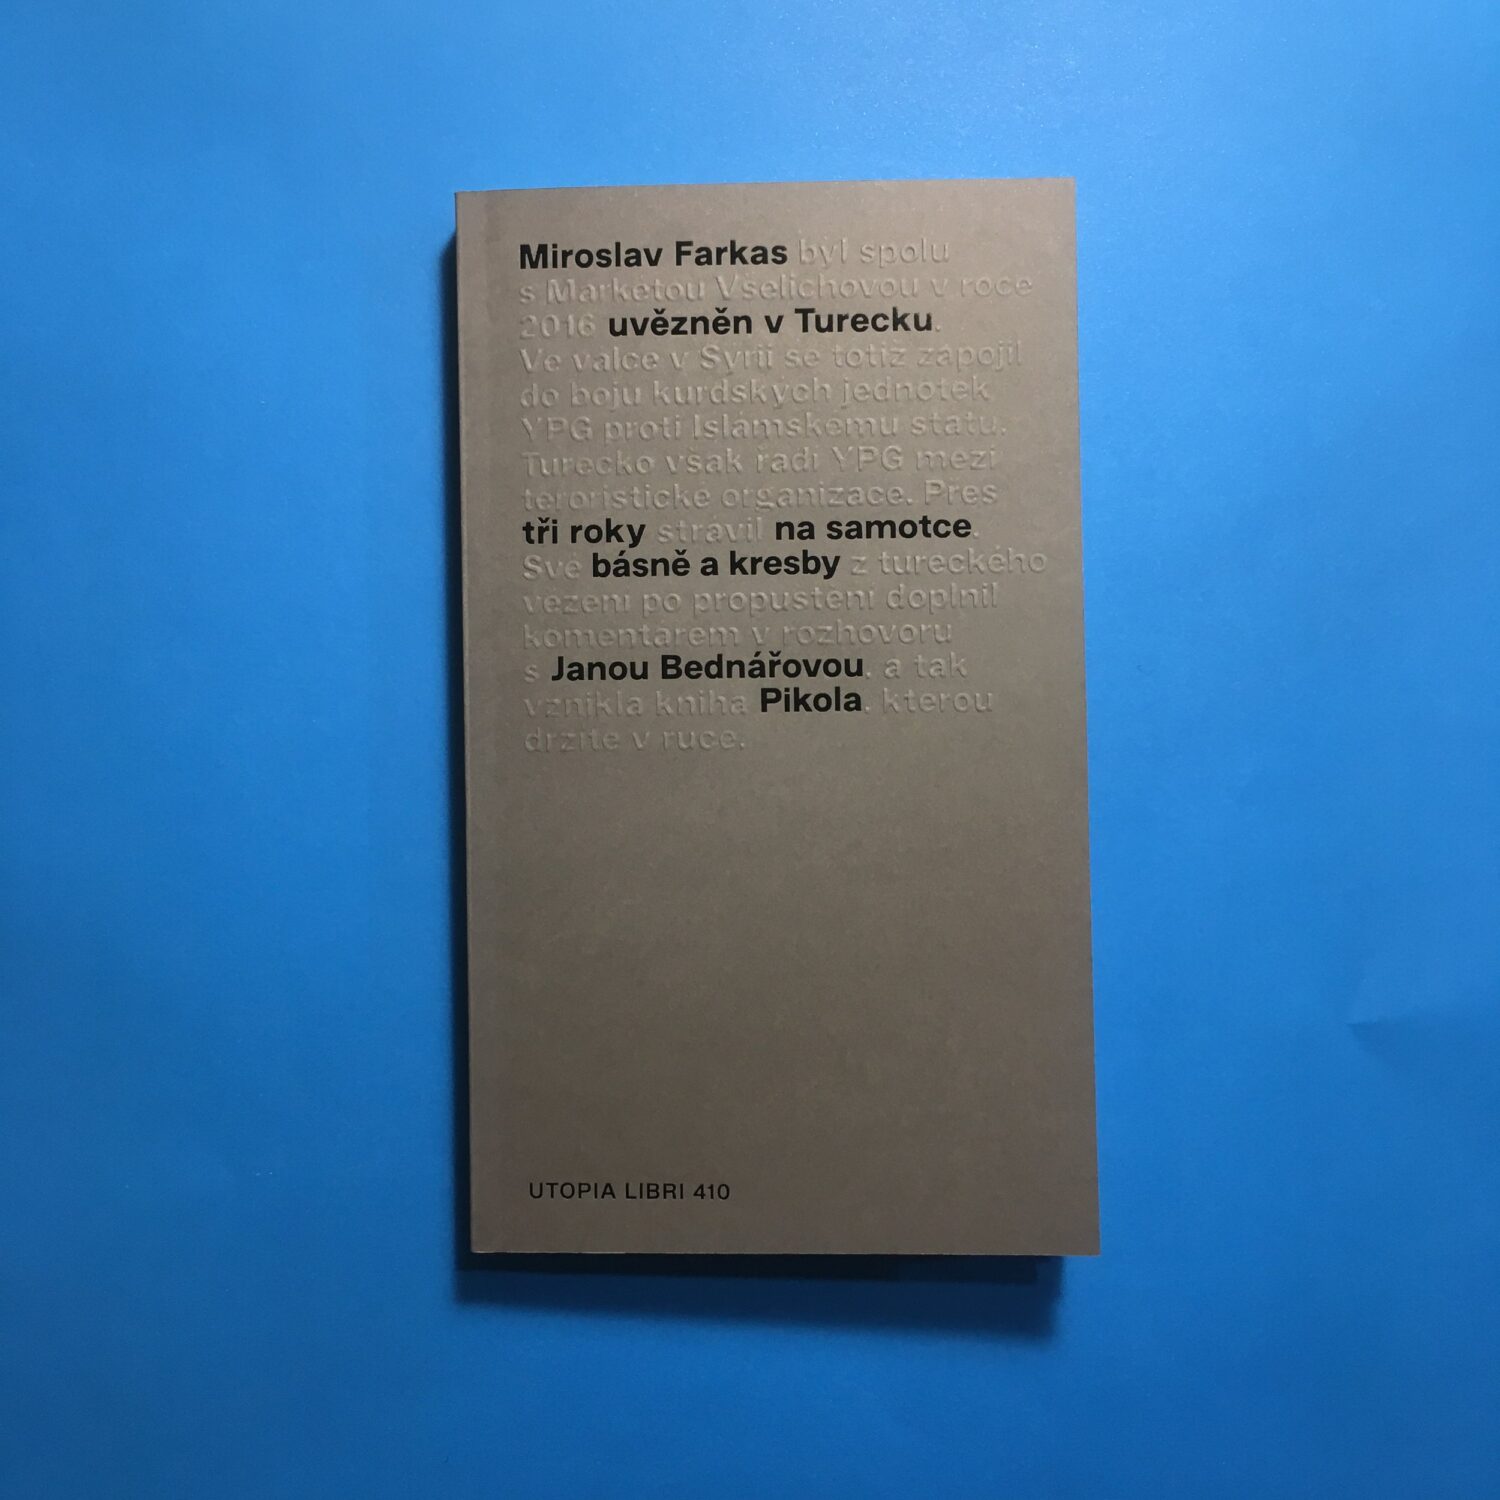 Miroslav Farkas byl spolu
s Markétou Všelichovou v roce
2016 uvězněn v Turecku.
Ve válce v Sýrii se totiž zapojil
do boju kurdských jednotek
YPG proti Islámskému státu.
Turecko však řadí YPG mezi
teroristické organizace. Přes
tři roky strávil na samotce.
Své básně a kresby z tureckého
vězení po propuštění doplnil
komentářem v rozhovoru
s Janou Bednářovou, a tak
vznikla kniha Pikola, kterou
držíte v ruce.
UTOPIA LIBRI 410